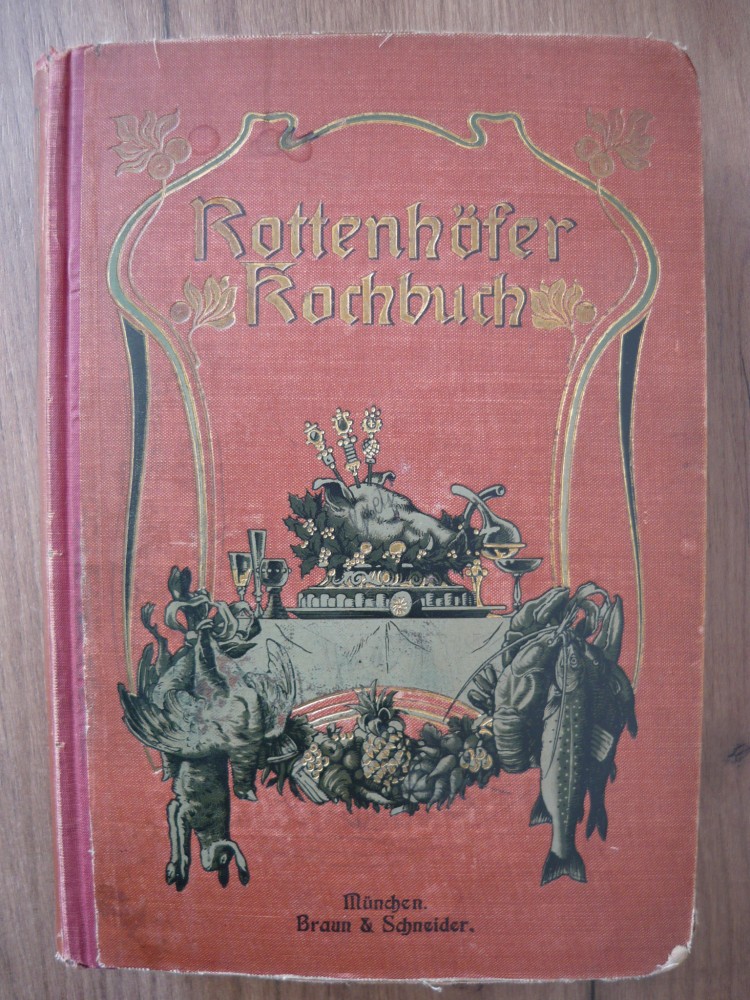 Rottenhöfer
Kochbuch
München.
Braun & Schneider.